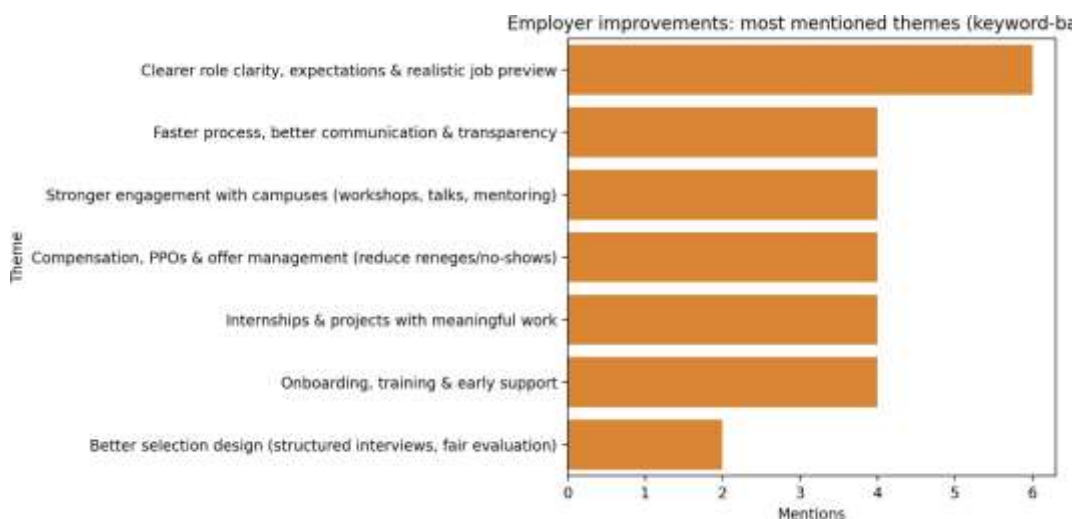 Employer improvements: most mentioned themes (keyword-ba
Clearer role clarity, expectations & realistic job preview
Faster process, better communication & transparency
Stronger engagement with campuses (workshops, talks, mentoring)
Theme
Compensation, PPOs & offer management (reduce reneges/no-shows)
Internships & projects with meaningful work
Onboarding, training & early support
Better selection design (structured interviews, fair evaluation)
0 1 2 3 4 5 6
Mentions